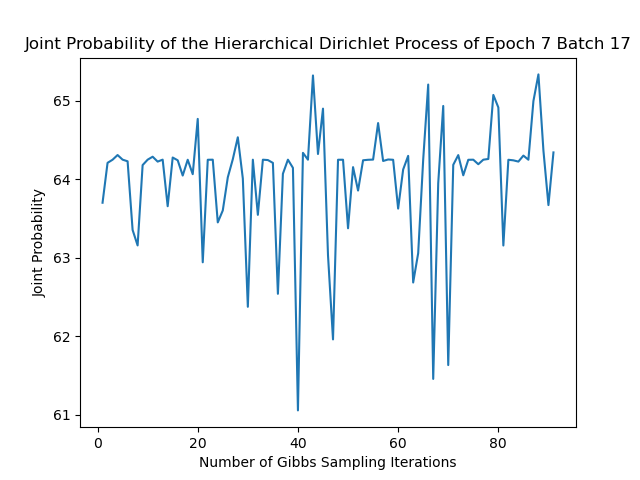 Joint Probability of the Hierarchical Dirichlet Process of Epoch 7 Batch 17
65
64
63
62
61
Joint Probability
0 20 40 60 80
Number of Gibbs Sampling Iterations